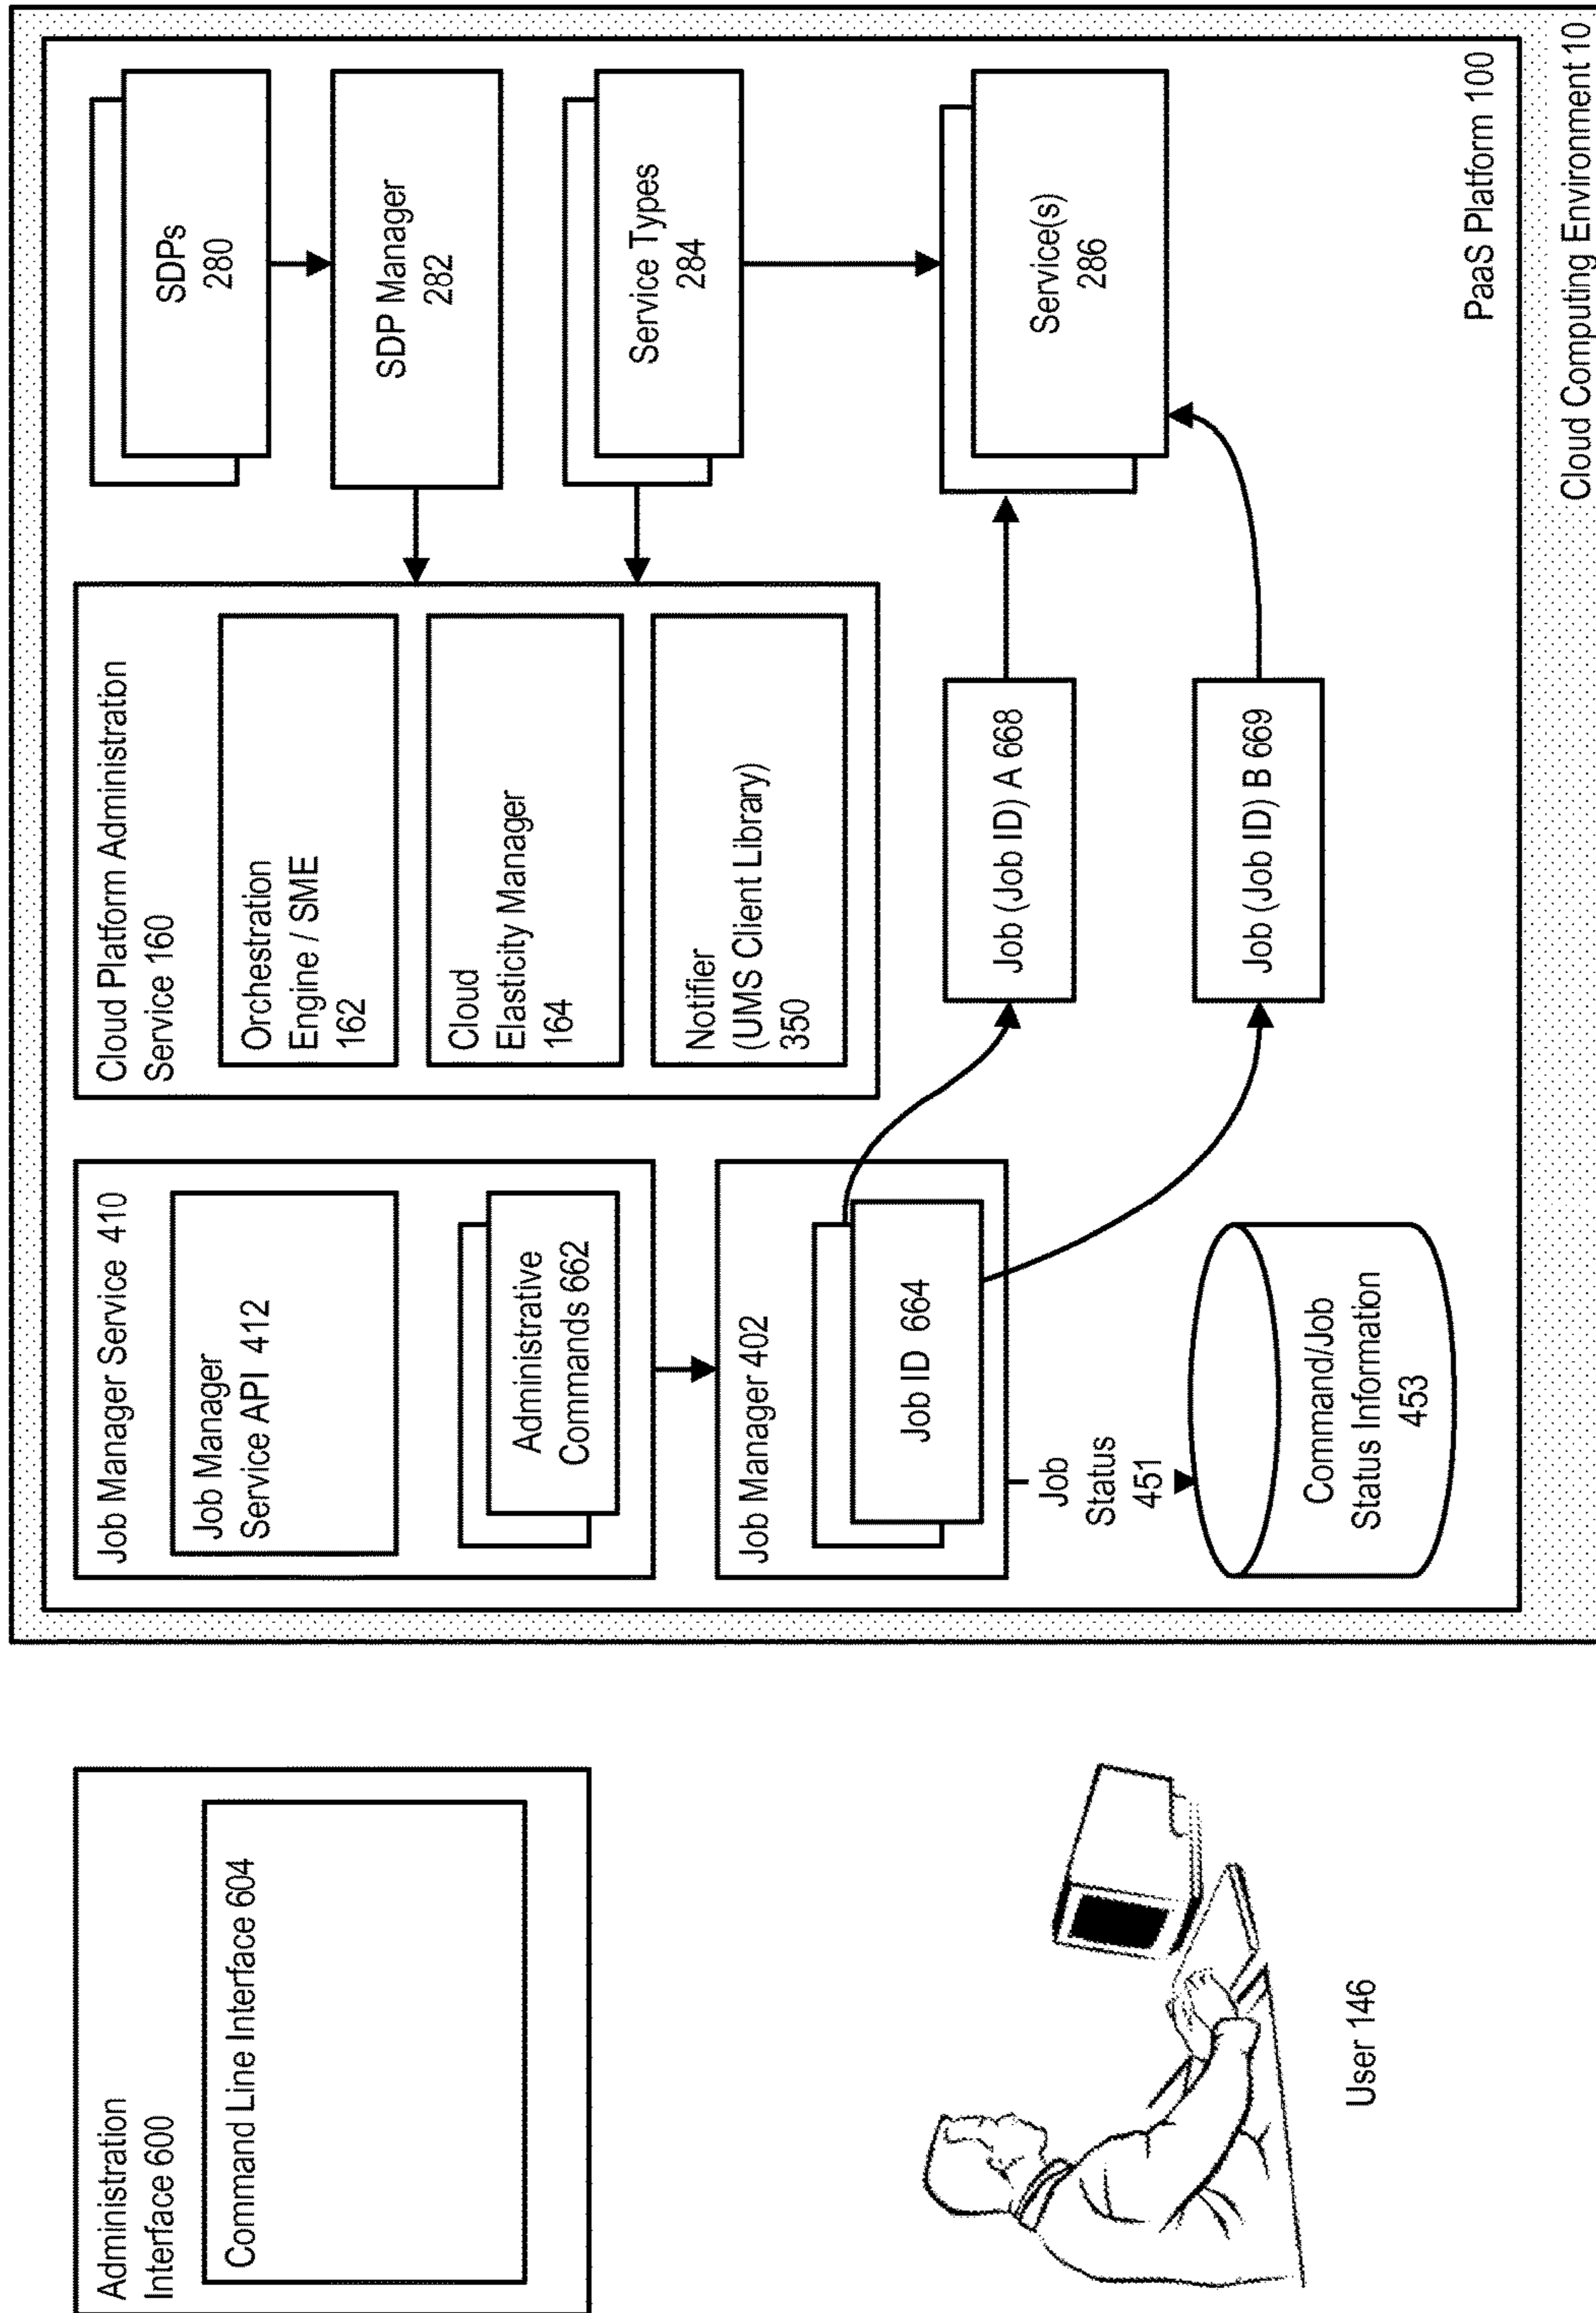 Administration
Interface 600
Command Line Interface 604
User 146
Job Manager Service 410
Job Manager
Service API 412
Administrative
Commands 662
Job Manager 402
Job ID 664
Job
Status
451
Command/Job
Status Information
453
Cloud Platform Administration
Service 160
Orchestration
Engine / SME
162
Cloud
Elasticity Manager
164
Notifier
(UMS Client Library)
350
Job (Job ID) A 668
Job (Job ID) B 669
SDPs
280
SDP Manager
282
Service Types
284
Service(s)
286
PaaS Platform 100
Cloud Computing Environment 10